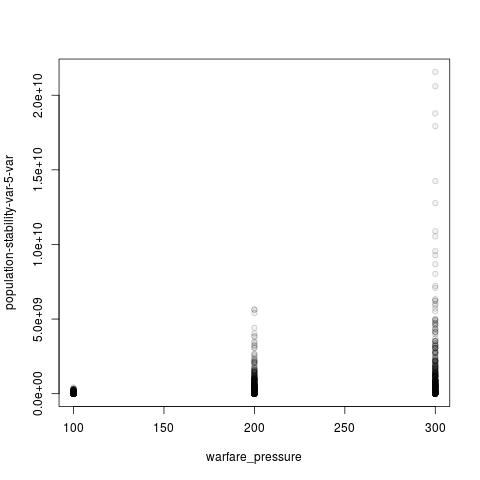 2.0e+10
1.5e+10
1.0e+10
5.0e+09
0.0e+00
population-stability-var-5-var
100
150
200
250
300
warfare_pressure